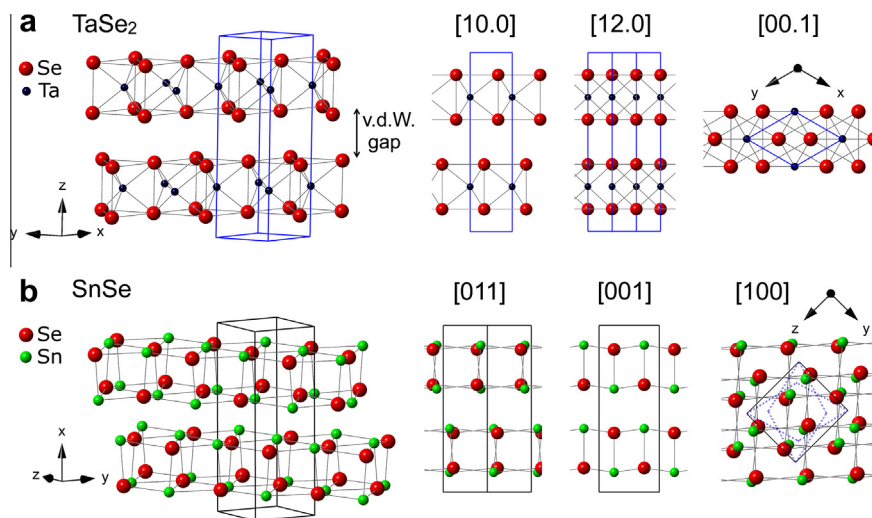 a TaSe₂ [10.0] [12.0] [00.1]
Se
Ta
v.d.W.
gap
y x
z
y x
b SnSe [011] [001] [100]
Se
Sn
z y
x
z y